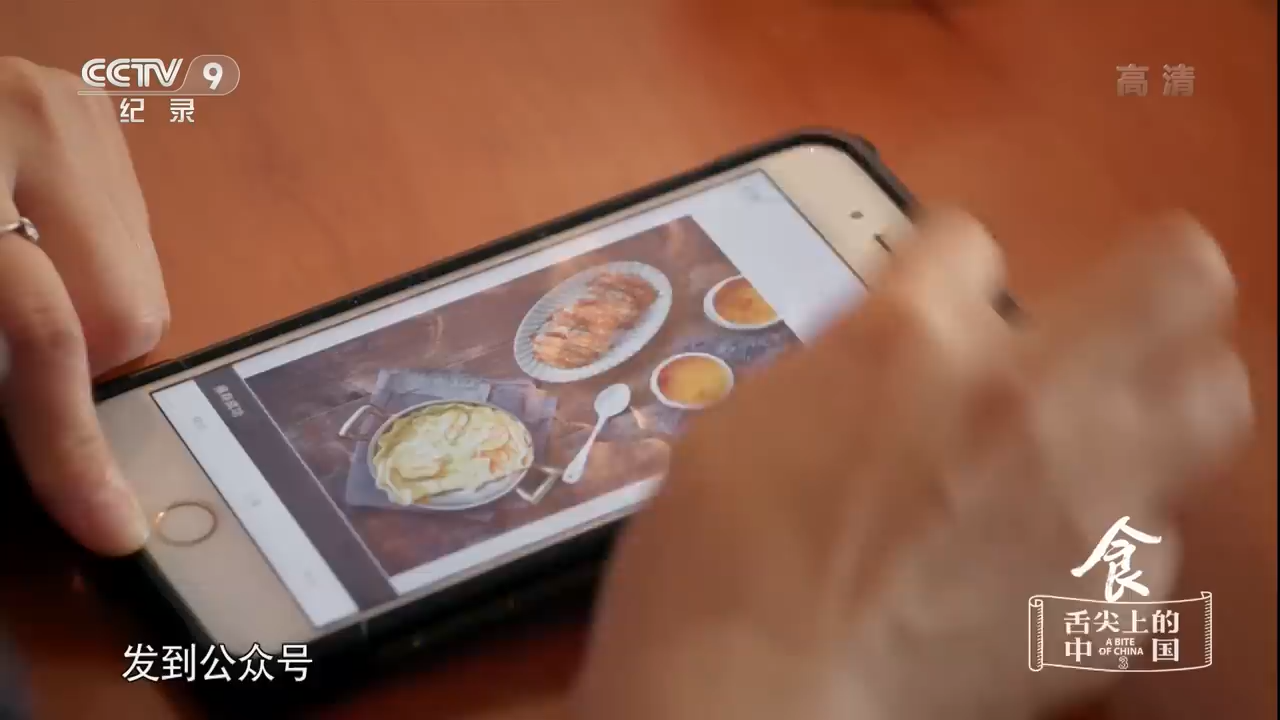 CCTV 9
纪录
高清
食
舌尖上的
中国
A BITE
OF CHINA
3
发到公众号